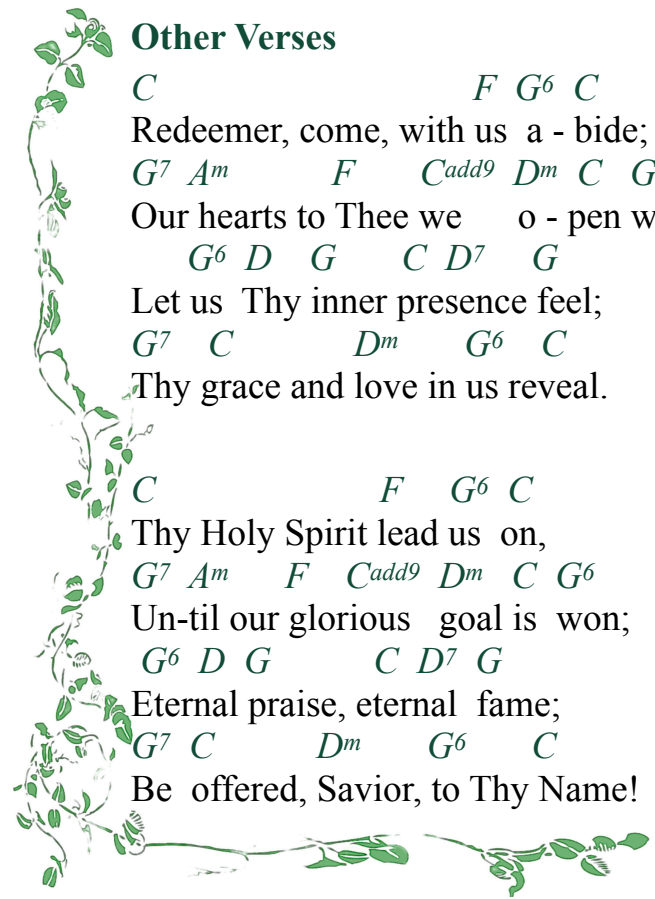 Other Verses
C F G6 C
Redeemer, come, with us a - bide;
G7 Am F Cadd9 Dm C G
Our hearts to Thee we o - pen w
G6 D G C D7 G
Let us Thy inner presence feel;
G7 C Dm G6 C
Thy grace and love in us reveal.
C F G6 C
Thy Holy Spirit lead us on,
G7 Am F Cadd9 Dm C G6
Un-til our glorious goal is won;
G6 D G C D7 G
Eternal praise, eternal fame;
G7 C Dm G6 C
Be offered, Savior, to Thy Name!